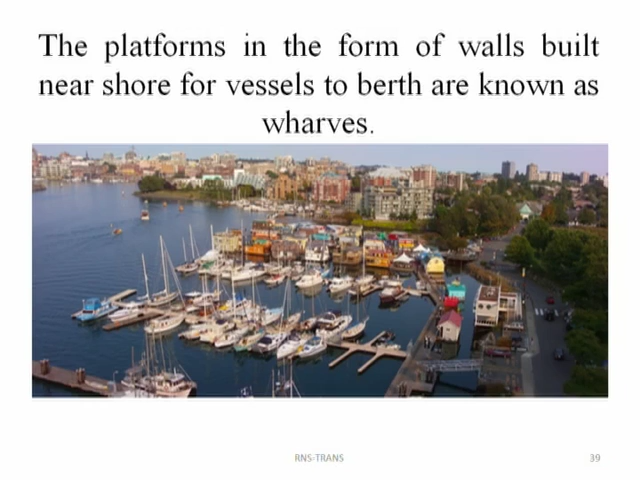 The platforms in the form of walls built
near shore for vessels to berth are known as
wharves.
RNS-TRANS
39